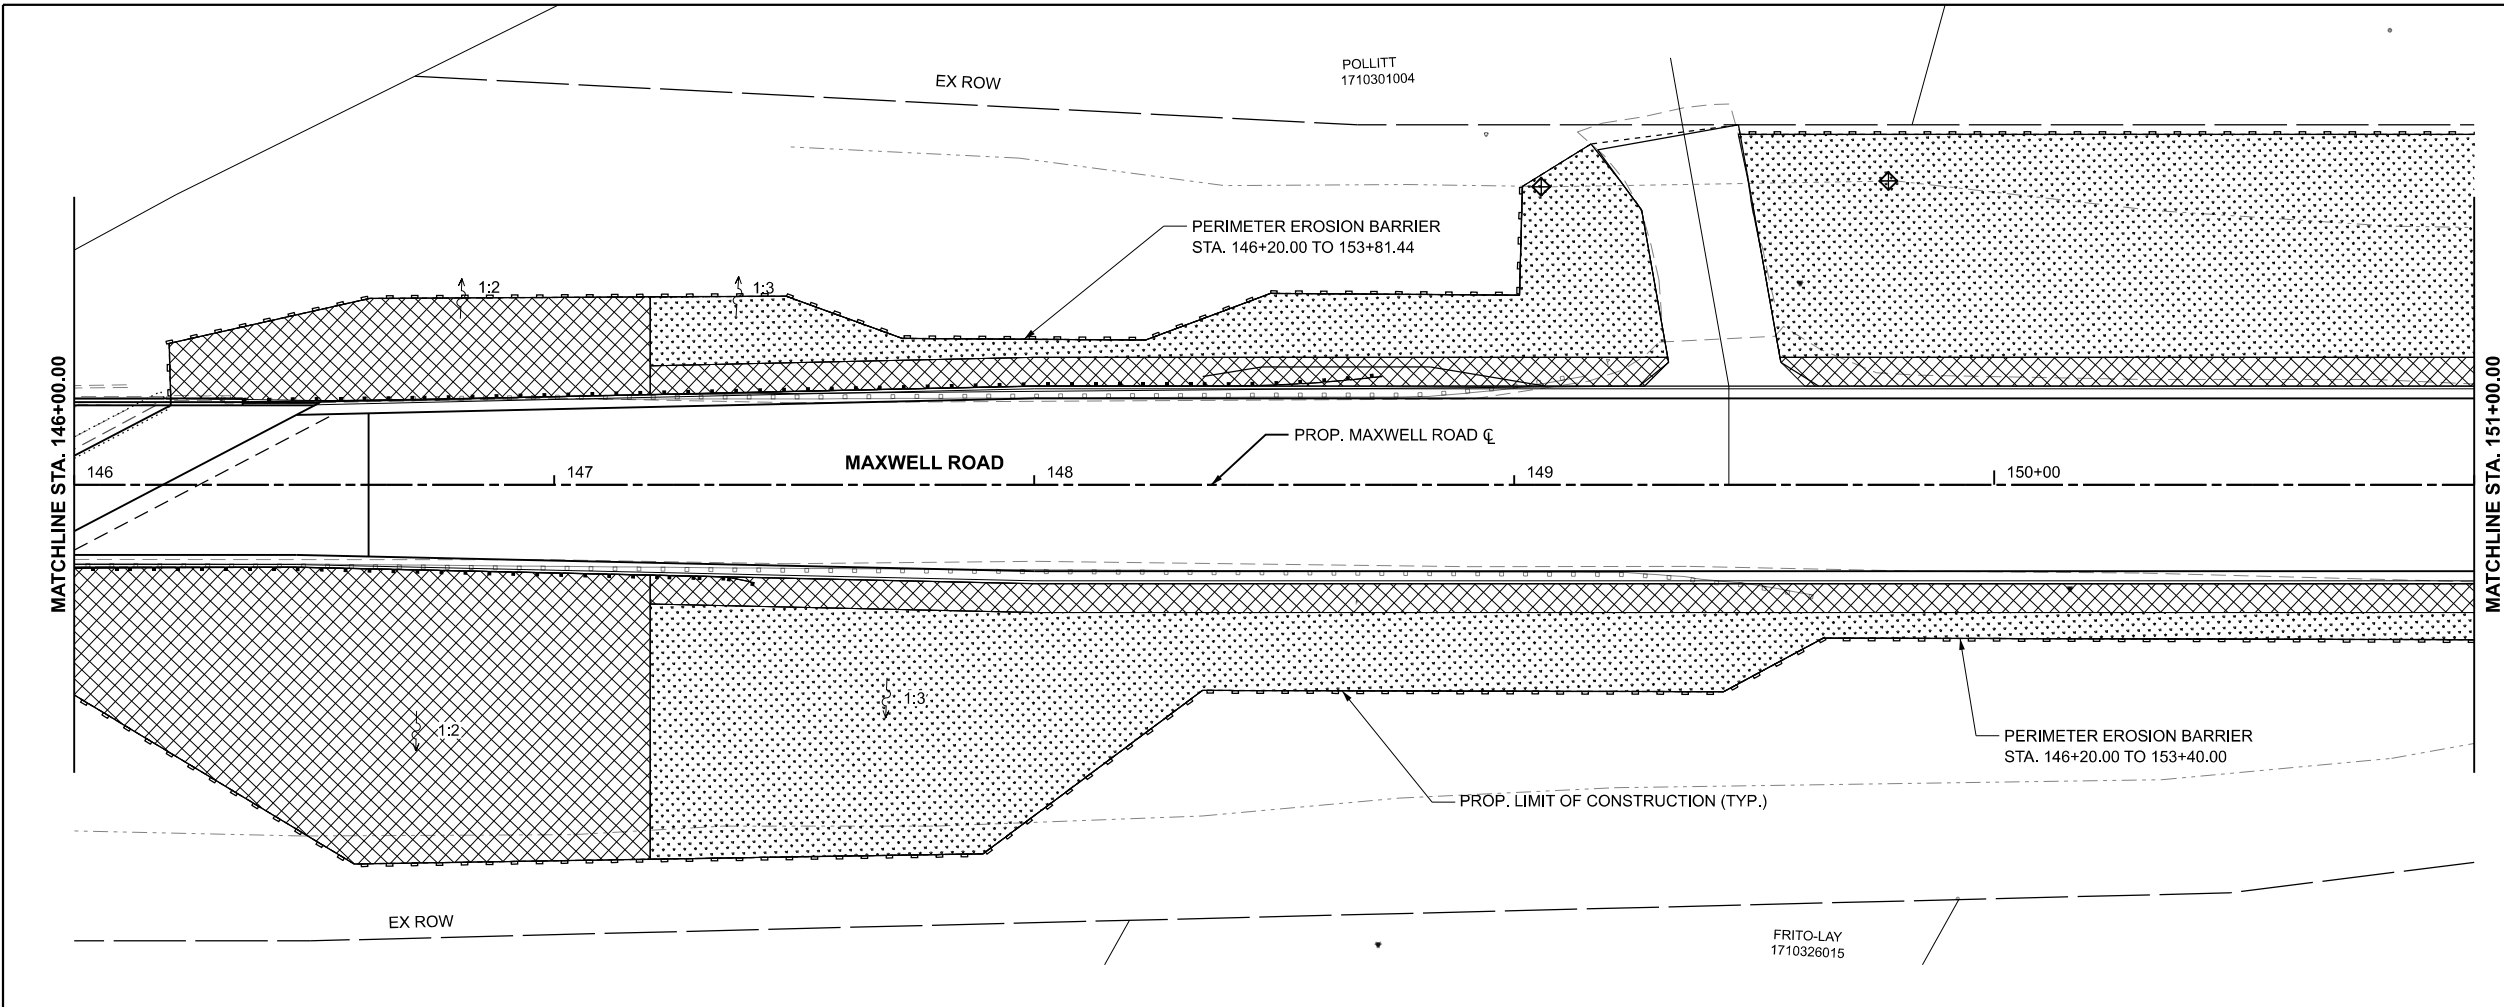 POLLITT
1710301004
EX ROW
PERIMETER EROSION BARRIER
STA. 146+20.00 TO 153+81.44
1:2
1:3
MATCHLINE STA. 146+00.00
MATCHLINE STA. 151+00.00
PROP. MAXWELL ROAD ℄
MAXWELL ROAD
146
147
148
149
150+00
1:2
1:3
PERIMETER EROSION BARRIER
STA. 146+20.00 TO 153+40.00
PROP. LIMIT OF CONSTRUCTION (TYP.)
EX ROW
FRITO-LAY
1710326015